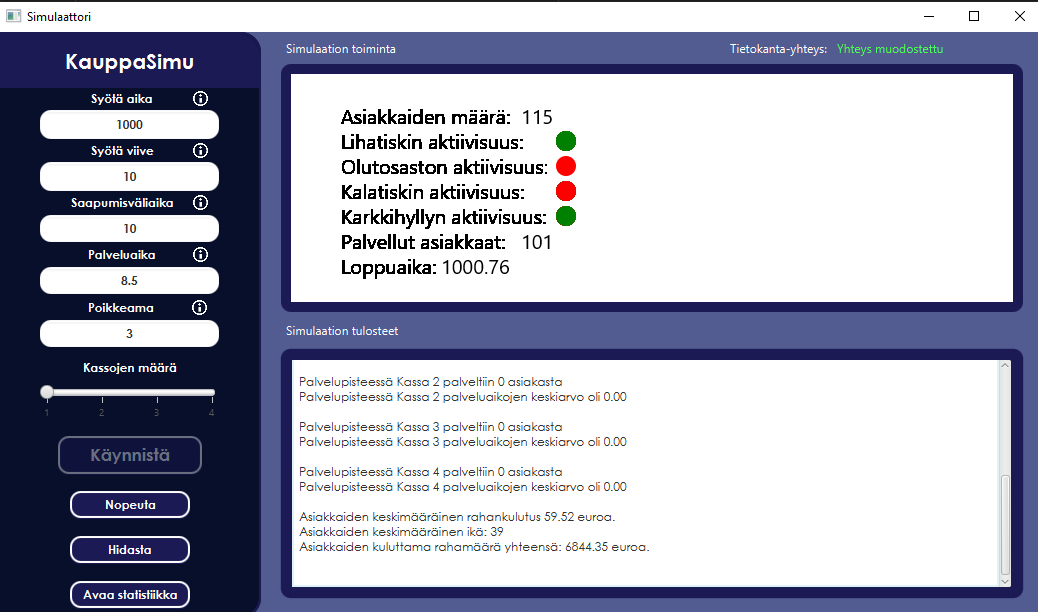 Simulaattori
KauppaSimu
Syötä aika
1000
Syötä viive
10
Saapumisväliaika
10
Palveluaika
8.5
Poikkeama
3
Kassojen määrä
1 2 3 4
Käynnistä
Nopeuta
Hidasta
Avaa statistiikka
Simulaation toiminta
Tietokanta-yhteys: Yhteys muodostettu
Asiakkaiden määrä: 115
Lihatiskin aktiivisuus:
Olutosaston aktiivisuus:
Kalatiskin aktiivisuus:
Karkkihyllyn aktiivisuus:
Palvellut asiakkaat: 101
Loppuaika: 1000.76
Simulaation tulosteet
Palvelupisteessä Kassa 2 palveltiin 0 asiakasta
Palvelupisteessä Kassa 2 palveluaikojen keskiarvo oli 0.00
Palvelupisteessä Kassa 3 palveltiin 0 asiakasta
Palvelupisteessä Kassa 3 palveluaikojen keskiarvo oli 0.00
Palvelupisteessä Kassa 4 palveltiin 0 asiakasta
Palvelupisteessä Kassa 4 palveluaikojen keskiarvo oli 0.00
Asiakkaiden keskimääräinen rahankulutus 59.52 euroa.
Asiakkaiden keskimääräinen ikä: 39
Asiakkaiden kuluttama rahamäärä yhteensä: 6844.35 euroa.